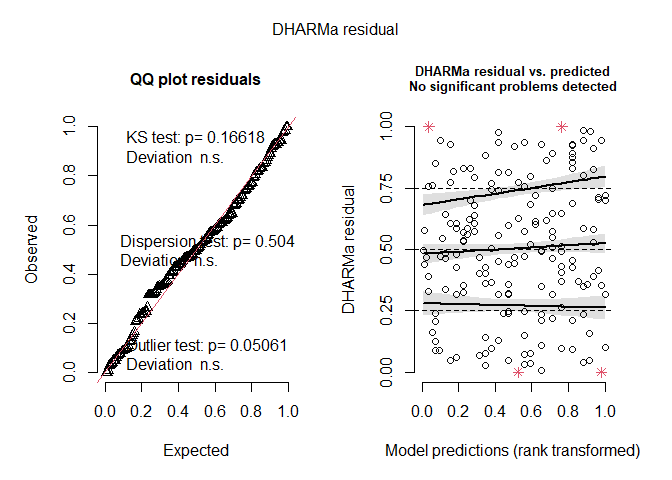 DHARMa residual
QQ plot residuals
KS test: p= 0.16618
Deviation n.s.
Dispersion test: p= 0.504
Deviation n.s.
Outlier test: p= 0.05061
Deviation n.s.
Observed
0.0 0.2 0.4 0.6 0.8 1.0
0.0 0.2 0.4 0.6 0.8 1.0
Expected
DHARMa residual vs. predicted
No significant problems detected
DHARMa residual
0.00 0.25 0.50 0.75 1.00
0.0 0.2 0.4 0.6 0.8 1.0
Model predictions (rank transformed)